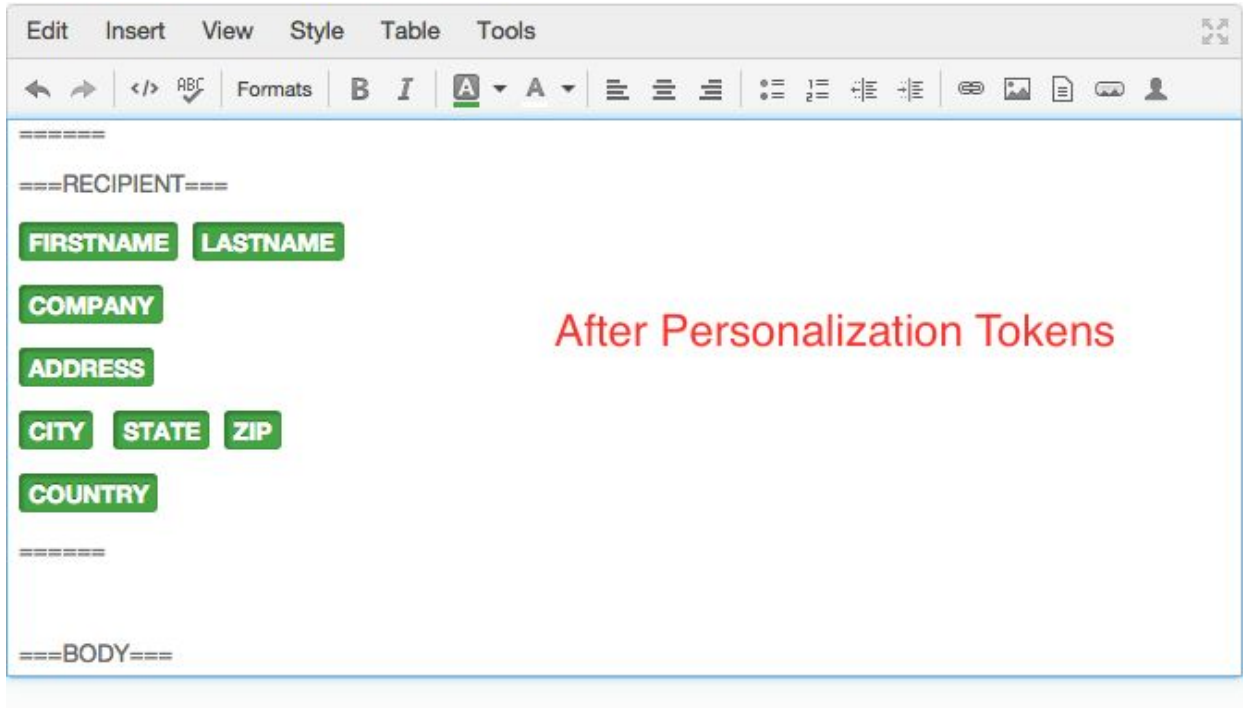 Edit Insert View Style Table Tools
</> ABC Formats B I A A
======
===RECIPIENT===
FIRSTNAME LASTNAME
COMPANY
After Personalization Tokens
ADDRESS
CITY STATE ZIP
COUNTRY
======
===BODY===